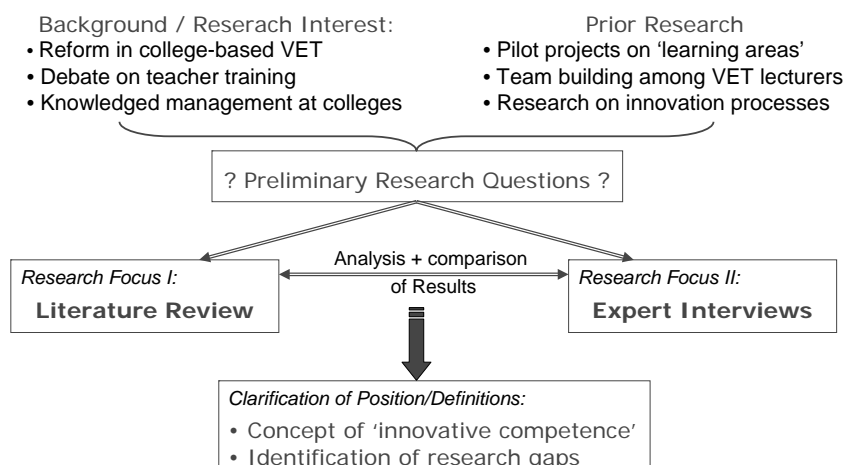 Background / Reserach Interest:
• Reform in college-based VET
• Debate on teacher training
• Knowledged management at colleges
Prior Research
• Pilot projects on ‘learning areas’
• Team building among VET lecturers
• Research on innovation processes
? Preliminary Research Questions ?
Research Focus I:
Literature Review
Analysis + comparison
of Results
Research Focus II:
Expert Interviews
Clarification of Position/Definitions:
• Concept of ‘innovative competence’
• Identification of research gaps